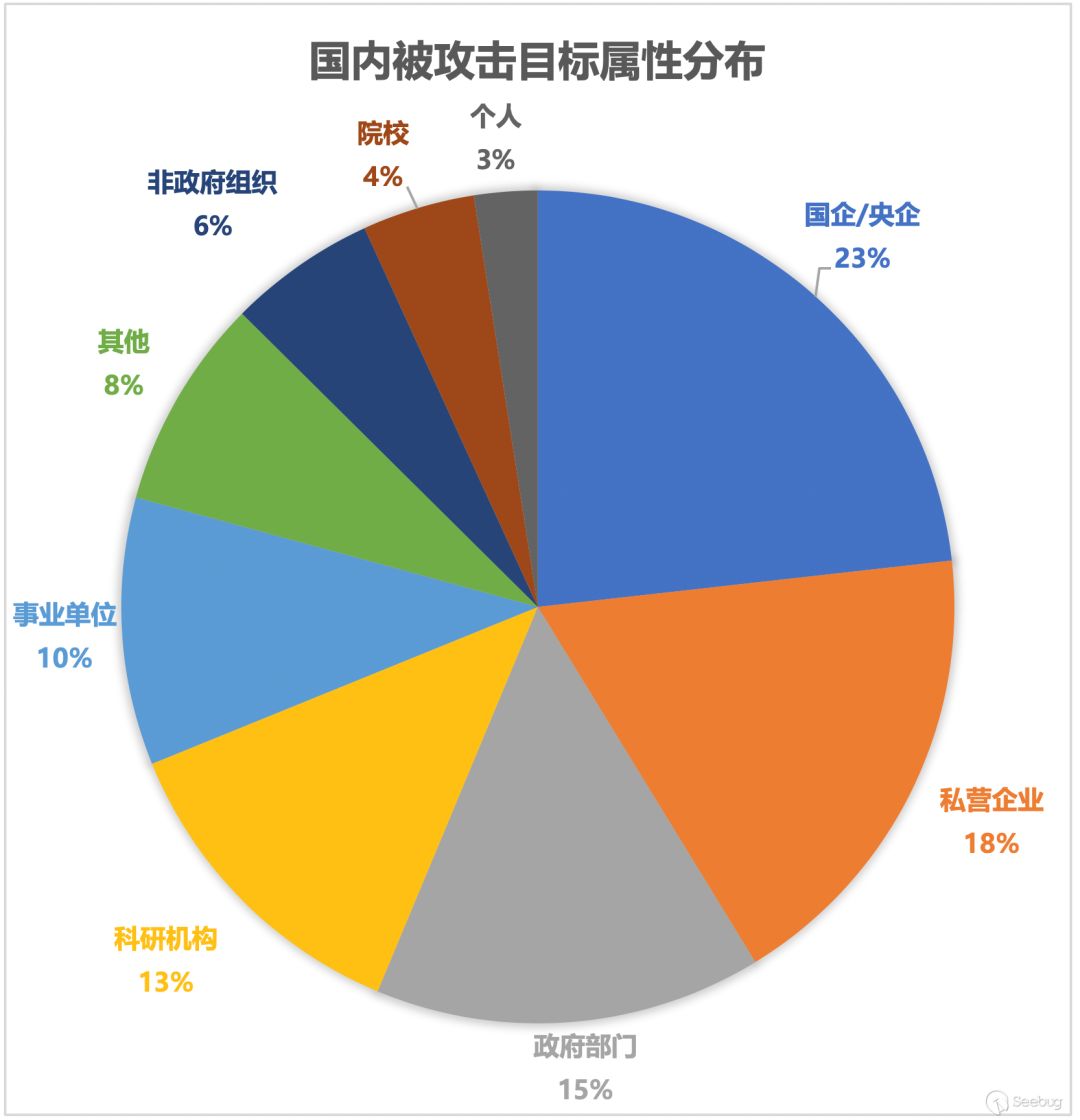 国内被攻击目标属性分布
个人
3%
院校
4%
非政府组织
6%
国企/央企
23%
其他
8%
事业单位
10%
私营企业
18%
科研机构
13%
政府部门
15%
Seebug